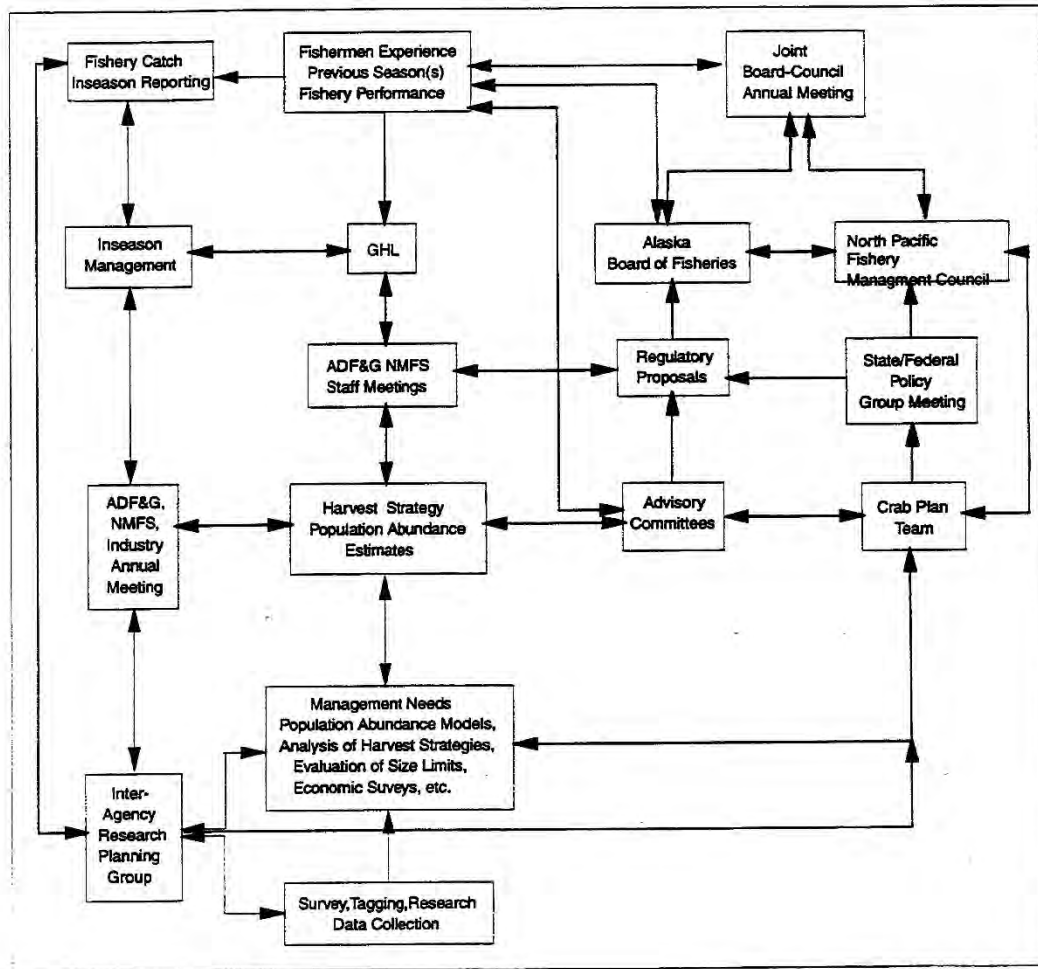 Fishery Catch
Inseason Reporting
Fishermen Experience
Previous Season(s)
Fishery Performance
Joint
Board-Council
Annual Meeting
Inseason
Management
GHL
Alaska
Board of Fisheries
North Pacific
Fishery
Managment Council
ADF&G NMFS
Staff Meetings
Regulatory
Proposals
State/Federal
Policy
Group Meeting
ADF&G,
NMFS,
Industry
Annual
Meeting
Harvest Strategy
Population Abundance
Estimates
Advisory
Committees
Crab Plan
Team
Management Needs
Population Abundance Models,
Analysis of Harvest Strategies,
Evaluation of Size Limits,
Economic Suveys, etc.
Inter-
Agency
Research
Planning
Group
Survey,Tagging,Research
Data Collection